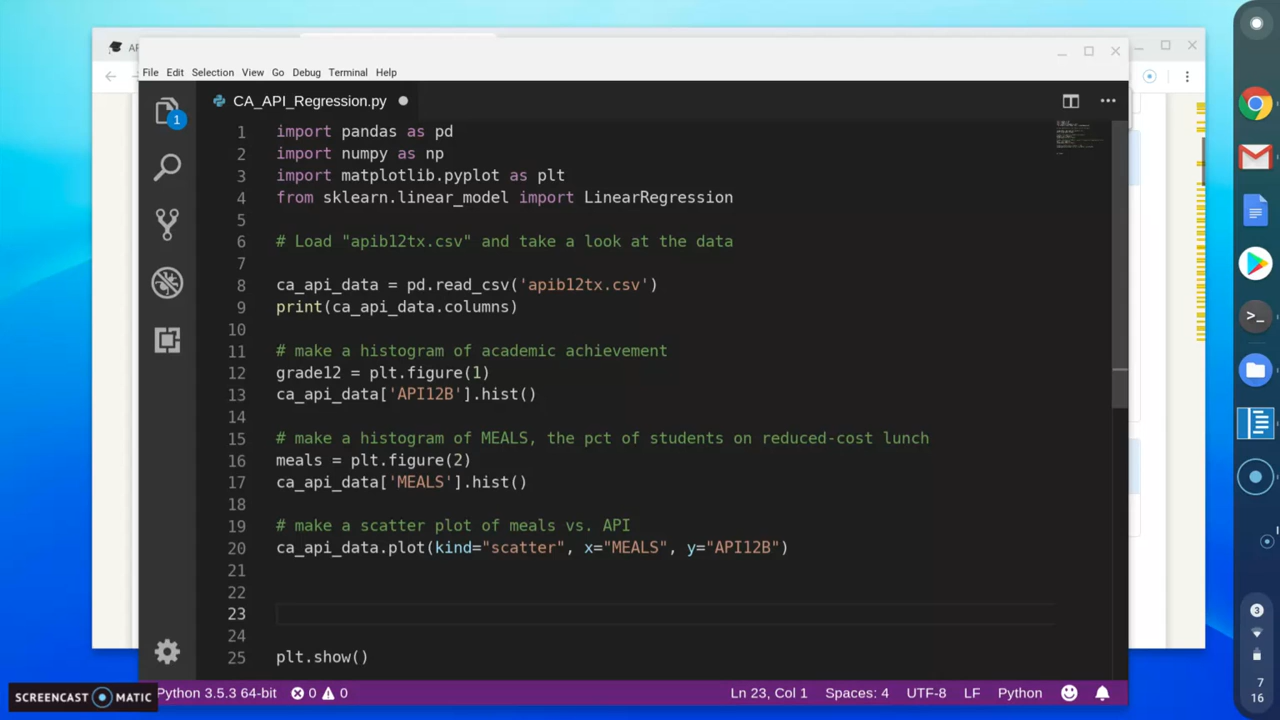 AP
File Edit Selection View Go Debug Terminal Help
CA_API_Regression.py
1
1 import pandas as pd
2 import numpy as np
3 import matplotlib.pyplot as plt
4 from sklearn.linear_model import LinearRegression
5
6 # Load "apib12tx.csv" and take a look at the data
7
8 ca_api_data = pd.read_csv('apib12tx.csv')
9 print(ca_api_data.columns)
10
11 # make a histogram of academic achievement
12 grade12 = plt.figure(1)
13 ca_api_data['API12B'].hist()
14
15 # make a histogram of MEALS, the pct of students on reduced-cost lunch
16 meals = plt.figure(2)
17 ca_api_data['MEALS'].hist()
18
19 # make a scatter plot of meals vs. API
20 ca_api_data.plot(kind="scatter", x="MEALS", y="API12B")
21
22
23
24
25 plt.show()
Python 3.5.3 64-bit 0 0 Ln 23, Col 1 Spaces: 4 UTF-8 LF Python
SCREENCAST MATIC
3
7
16